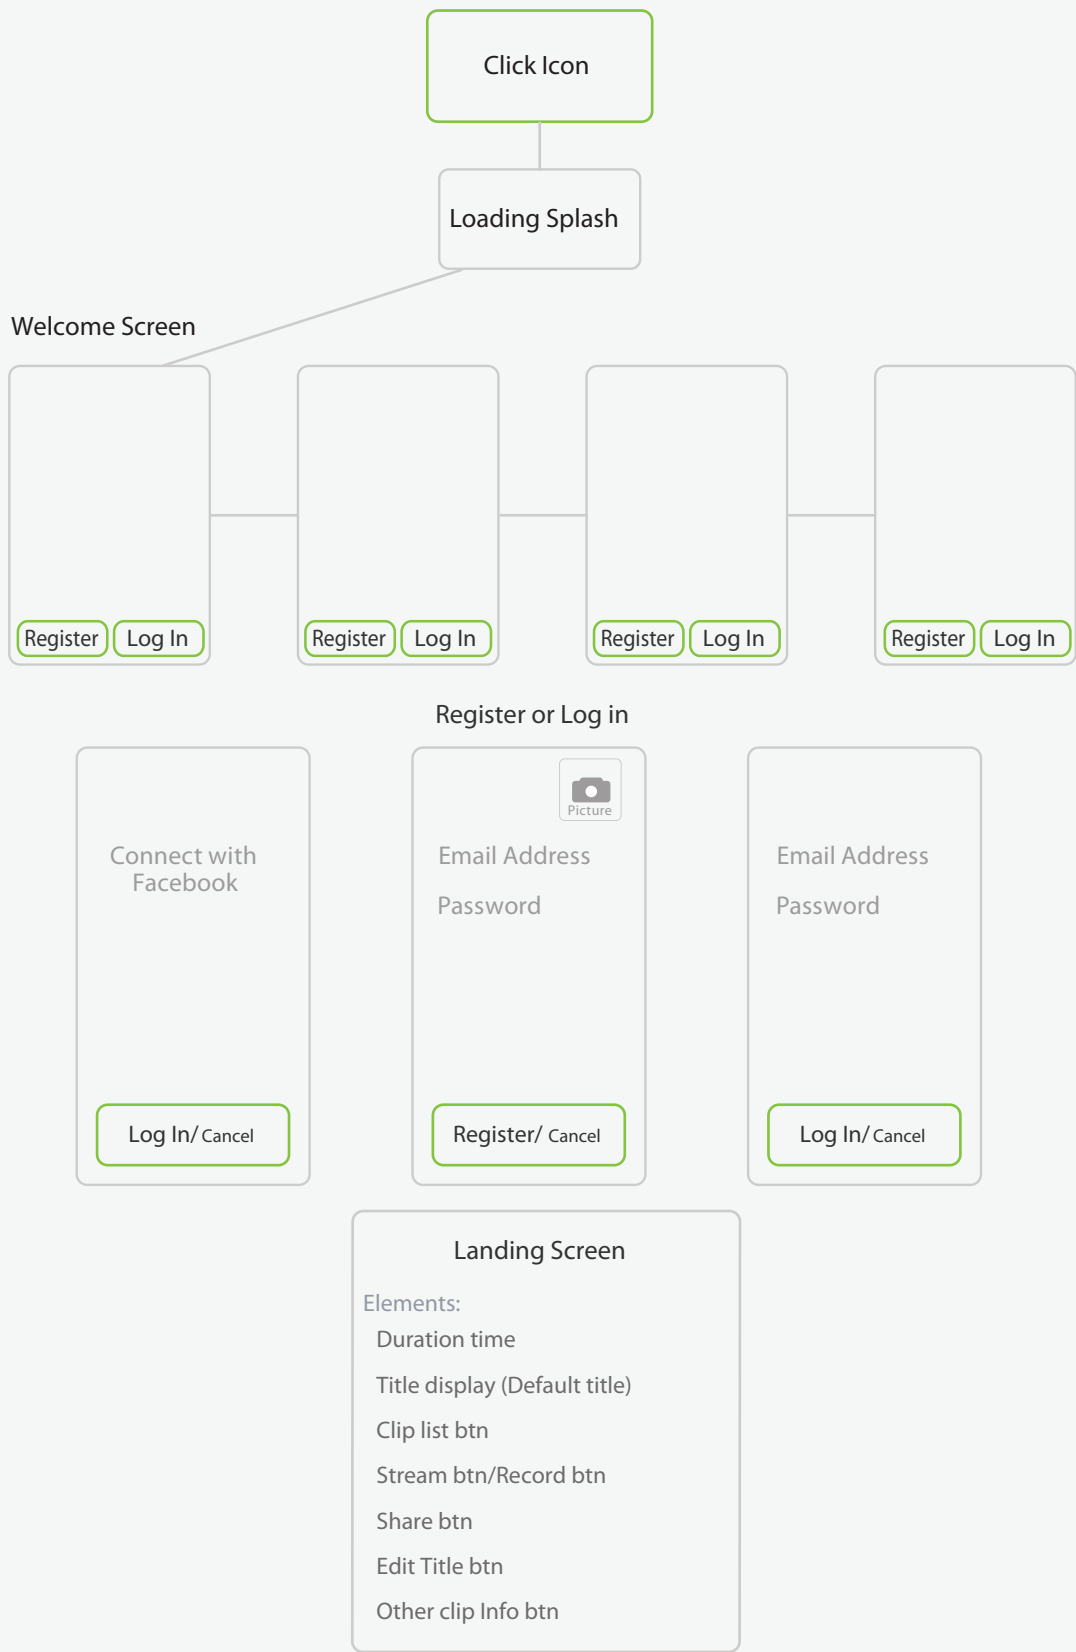 Click Icon
Loading Splash
Welcome Screen
Register Log In Register Log In Register Log In Register Log In
Register or Log in
Picture
Connect with
Facebook
Log In/ Cancel
Email Address
Password
Register/ Cancel
Email Address
Password
Log In/ Cancel
Landing Screen
Elements:
Duration time
Title display (Default title)
Clip list btn
Stream btn/Record btn
Share btn
Edit Title btn
Other clip Info btn